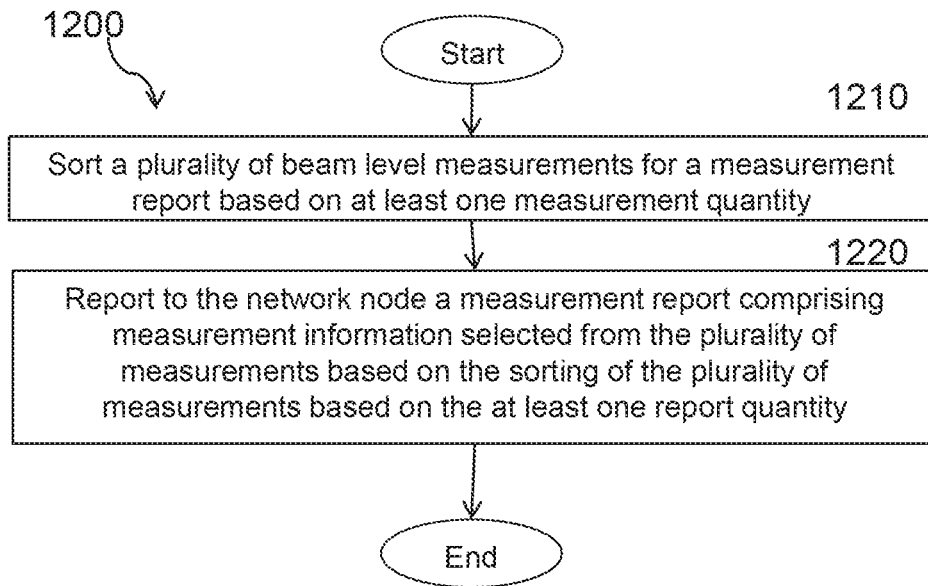 1200
Start
1210
Sort a plurality of beam level measurements for a measurement
report based on at least one measurement quantity
1220
Report to the network node a measurement report comprising
measurement information selected from the plurality of
measurements based on the sorting of the plurality of
measurements based on the at least one report quantity
End